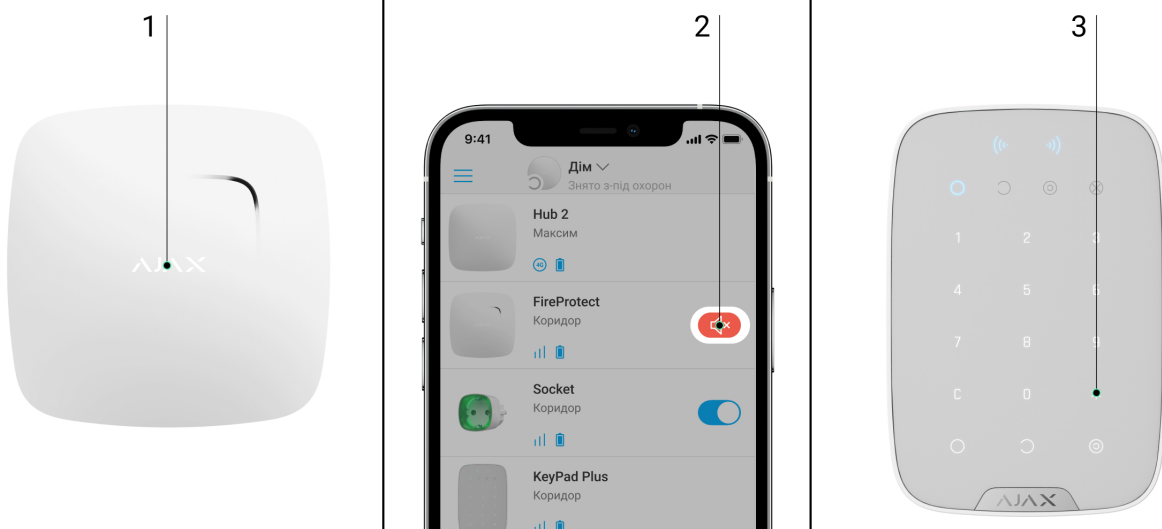 1
AJAX
2
9:41
Дім
Знято з-під охорон
Hub 2
Максим
4G
FireProtect
Коридор
Socket
Коридор
KeyPad Plus
Коридор
3
1 2 3
4 5 6
7 8 9
C 0
AJAX